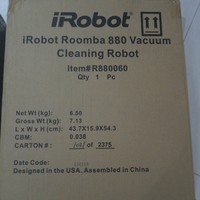 iRobot®
iRobot Roomba 880 Vacuum
Cleaning Robot
Item#R880060
Qty 1 Pc
Net Wt(kg): 6.50
Gross Wt(kg): 7.13
L x W x H(cm): 43.7X15.9X54.3
CBM: 0.038
CARTON #: of 3375
Date Code:
Designed in the USA, Assembled in China